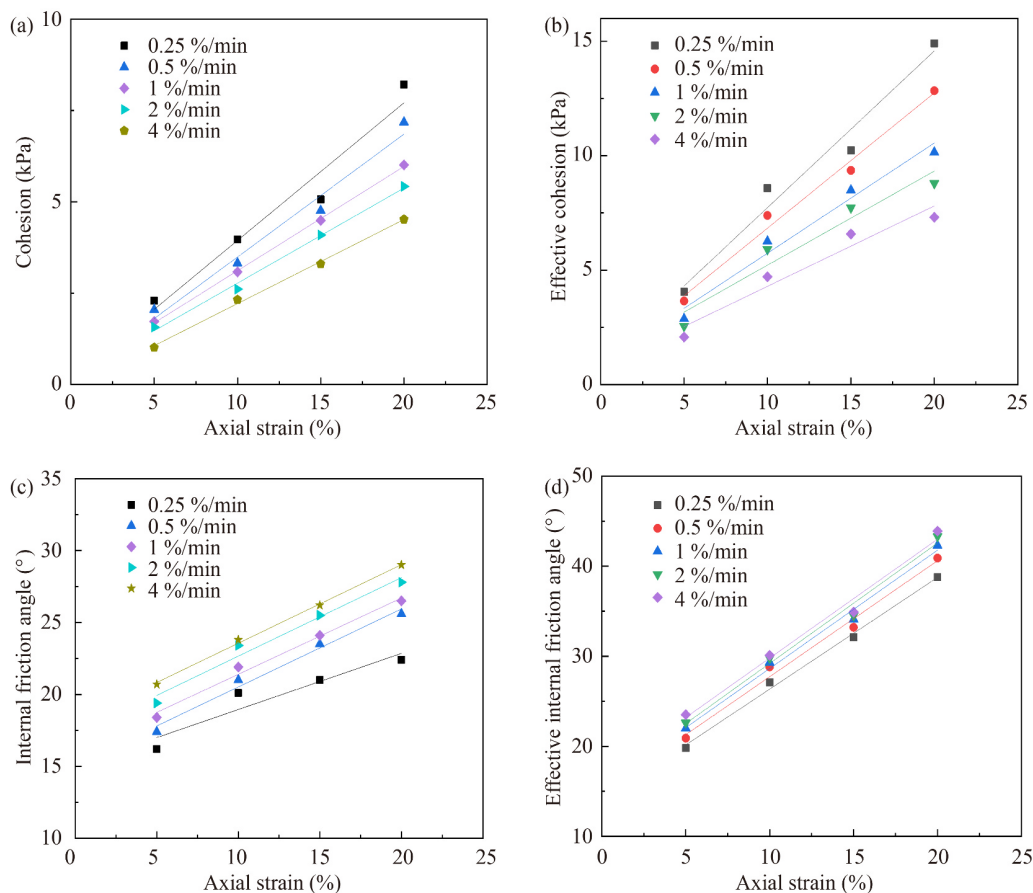 (a)
10
5
0
0
5
10
15
20
25
Cohesion (kPa)
Axial strain (%)
0.25 %/min
0.5 %/min
1 %/min
2 %/min
4 %/min
(b)
15
10
5
0
0
5
10
15
20
25
Effective cohesion (kPa)
Axial strain (%)
0.25 %/min
0.5 %/min
1 %/min
2 %/min
4 %/min
(c)
35
30
25
20
15
10
0
5
10
15
20
25
Internal friction angle (°)
Axial strain (%)
0.25 %/min
0.5 %/min
1 %/min
2 %/min
4 %/min
(d)
50
40
30
20
10
0
5
10
15
20
25
Effective internal friction angle (°)
Axial strain (%)
0.25 %/min
0.5 %/min
1 %/min
2 %/min
4 %/min